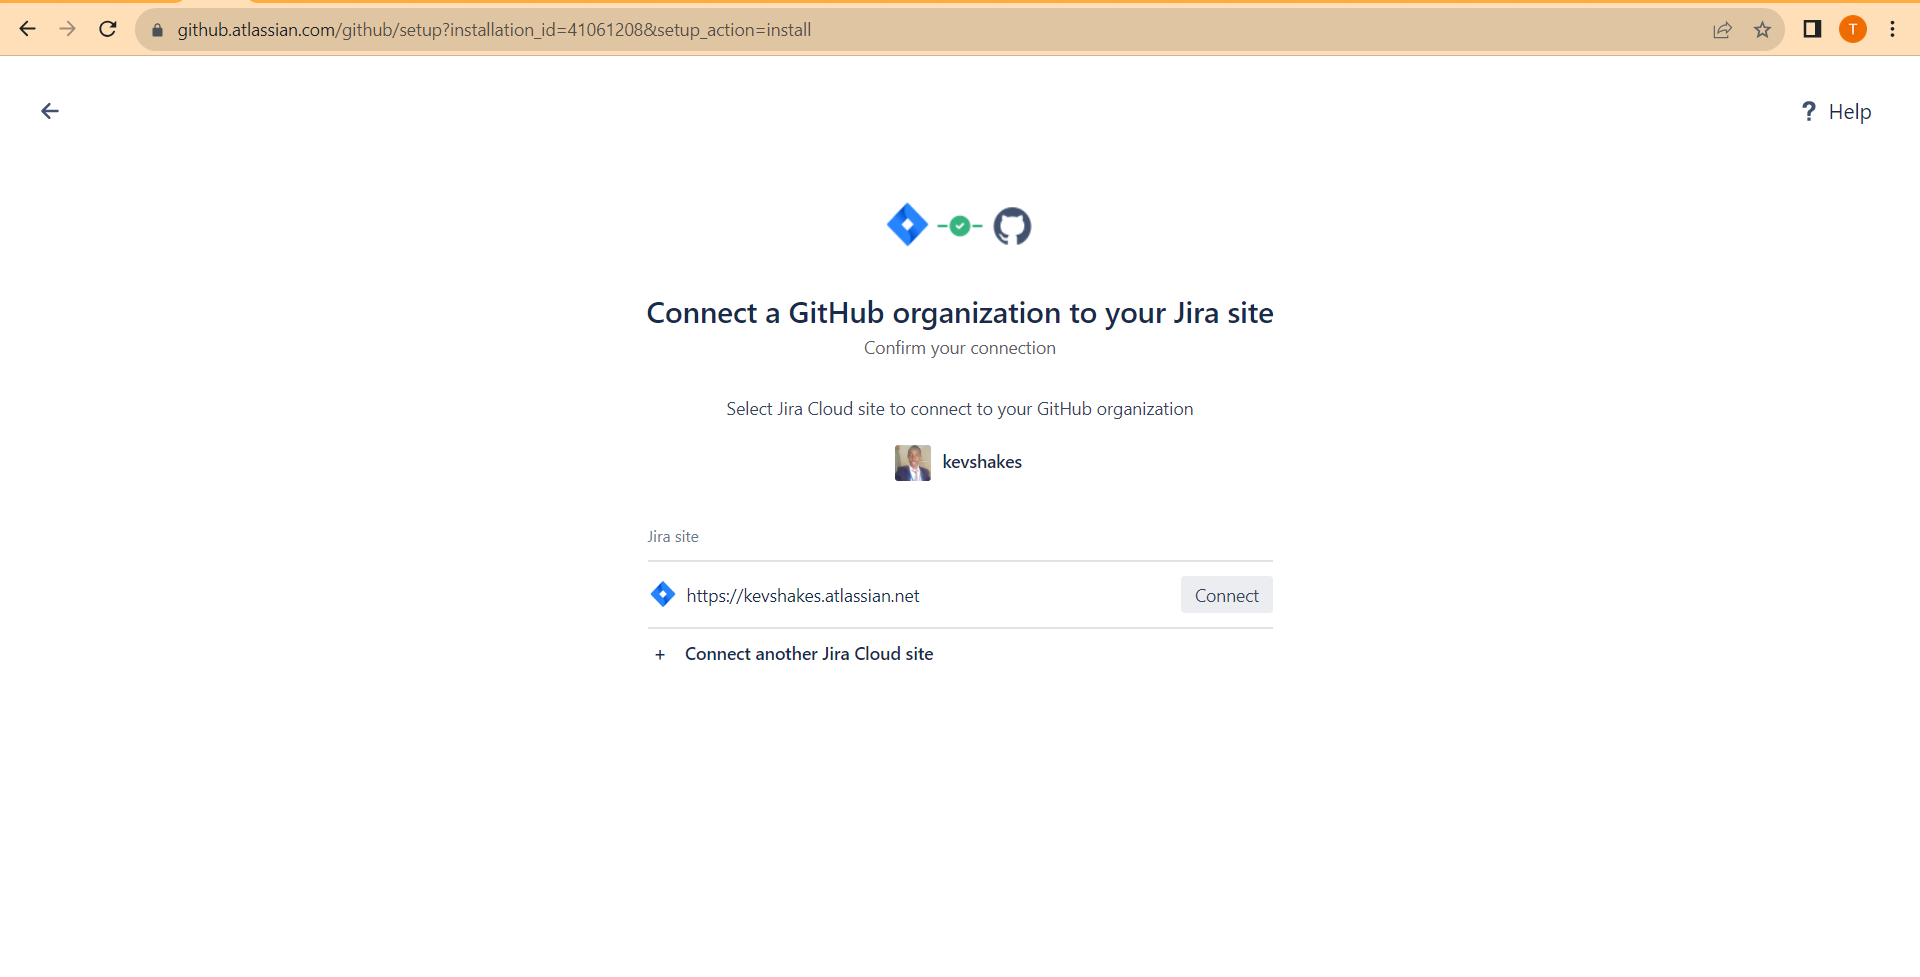 github.atlassian.com/github/setup?installation_id=41061208&setup_action=install
T
? Help
Connect a GitHub organization to your Jira site
Confirm your connection
Select Jira Cloud site to connect to your GitHub organization
kevshakes
Jira site
https://kevshakes.atlassian.net
Connect
+ Connect another Jira Cloud site